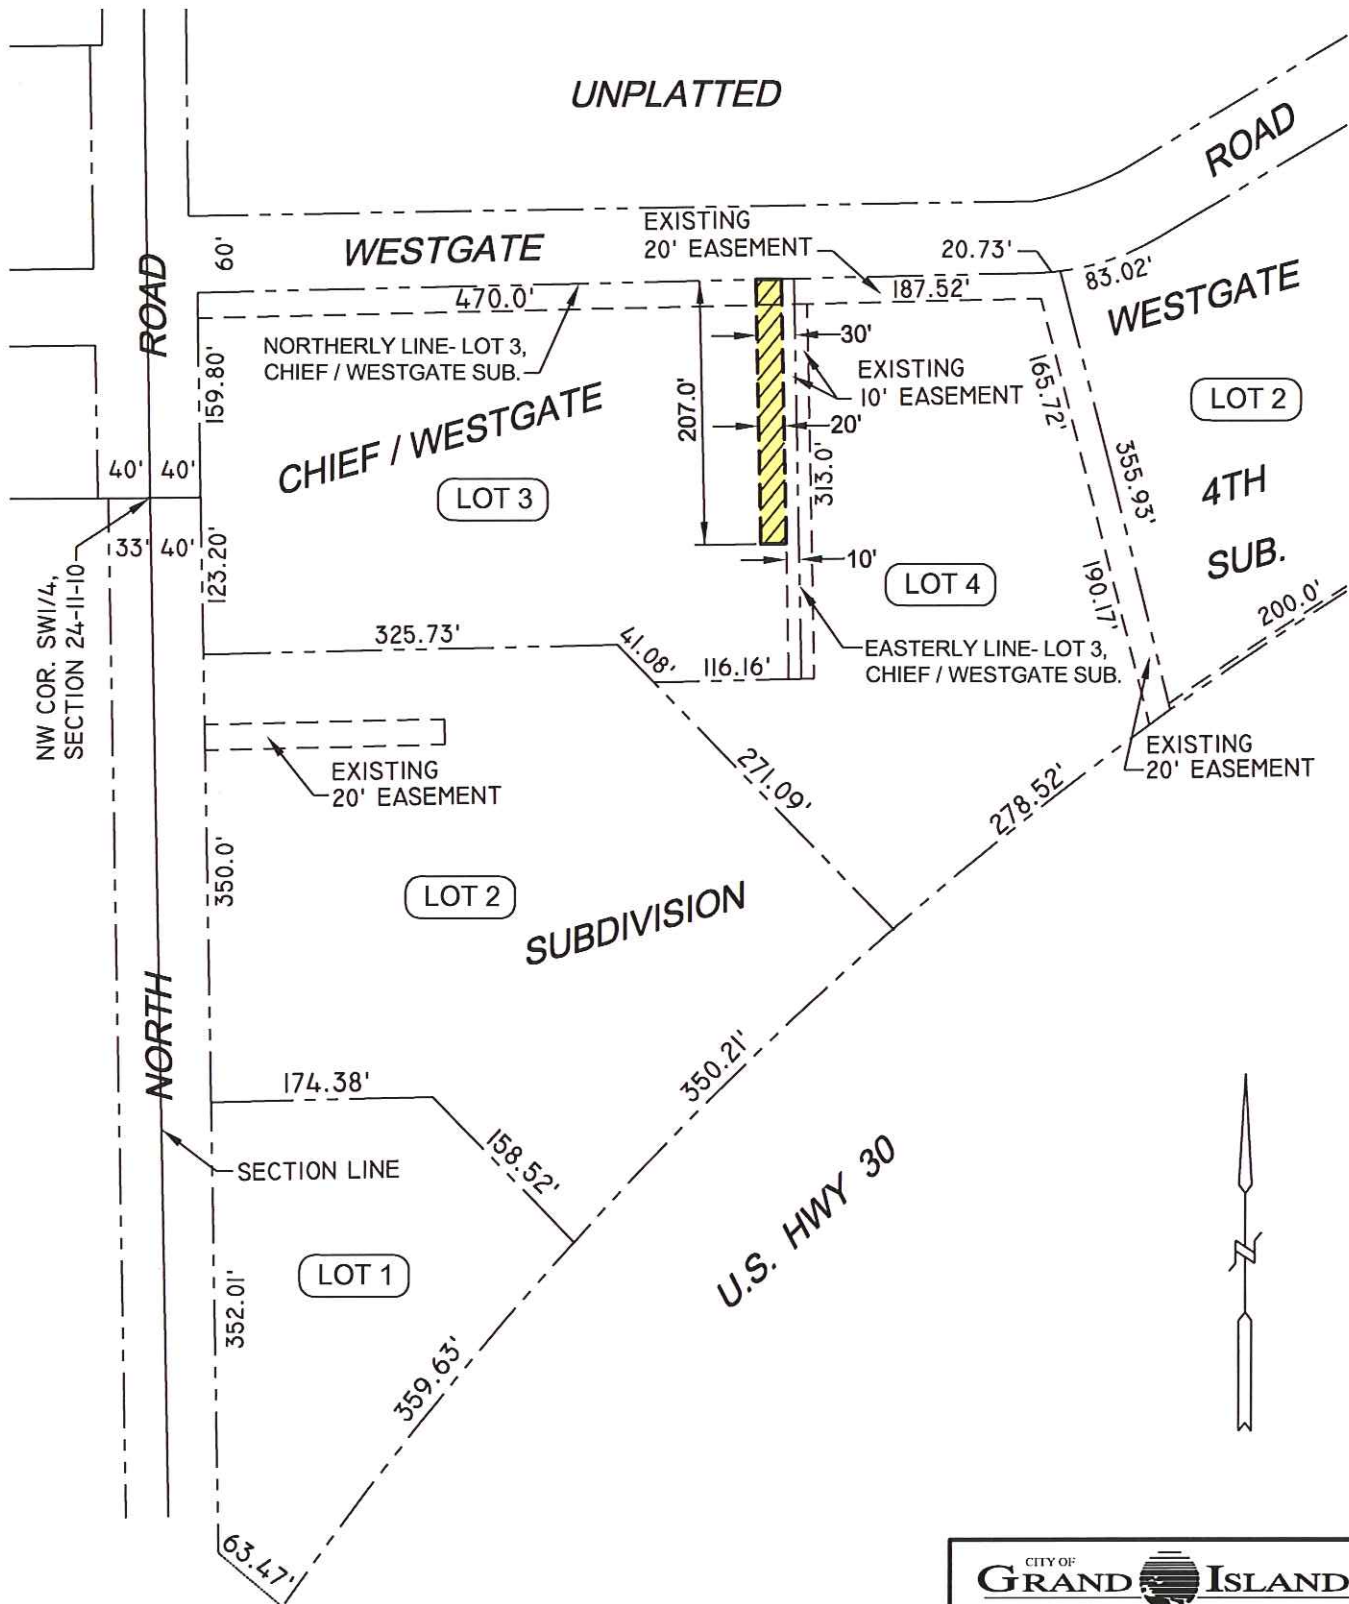 UNPLATTED
ROAD
EXISTING
20' EASEMENT
WESTGATE
60'
20.73'
83.02'
187.52'
470.0'
WESTGATE
ROAD
NORTHERLY LINE- LOT 3,
CHIEF / WESTGATE SUB.
30'
EXISTING
10' EASEMENT
159.80'
CHIEF / WESTGATE
207.0'
20'
165.72'
LOT 2
313.0'
355.93'
4TH
SUB.
40' 40'
LOT 3
33' 40'
NW COR. SW1/4,
SECTION 24-11-10
123.20'
10'
LOT 4
190.17'
200.0'
325.73'
41.08'
116.16'
EASTERLY LINE- LOT 3,
CHIEF / WESTGATE SUB.
EXISTING
20' EASEMENT
EXISTING
20' EASEMENT
271.09'
278.52'
350.0'
LOT 2
SUBDIVISION
NORTH
174.38'
350.21'
158.52'
SECTION LINE
U.S. HWY 30
LOT 1
352.01'
359.63'
N
63.47'
CITY OF
GRAND ISLAND